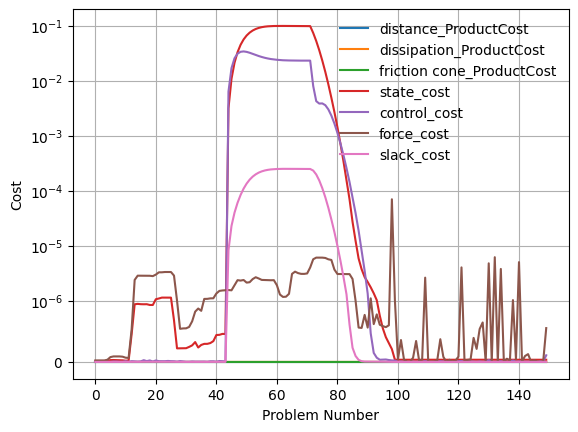 10⁻¹
10⁻²
10⁻³
10⁻⁴
10⁻⁵
10⁻⁶
0
Cost
distance_ProductCost
dissipation_ProductCost
friction cone_ProductCost
state_cost
control_cost
force_cost
slack_cost
0 20 40 60 80 100 120 140
Problem Number